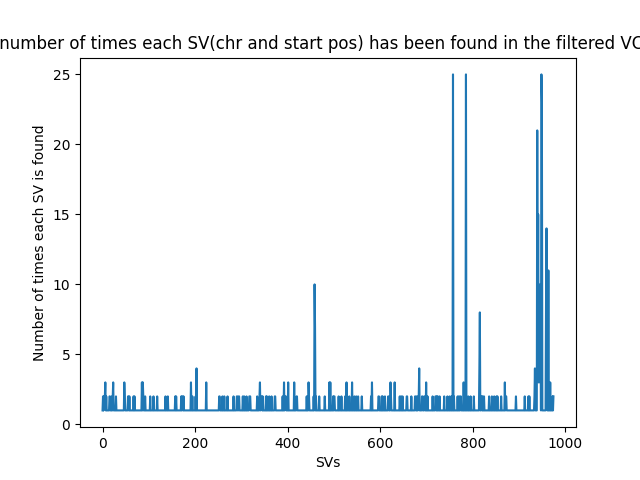 number of times each SV(chr and start pos) has been found in the filtered VC
25
20
15
10
5
0
Number of times each SV is found
0 200 400 600 800 1000
SVs